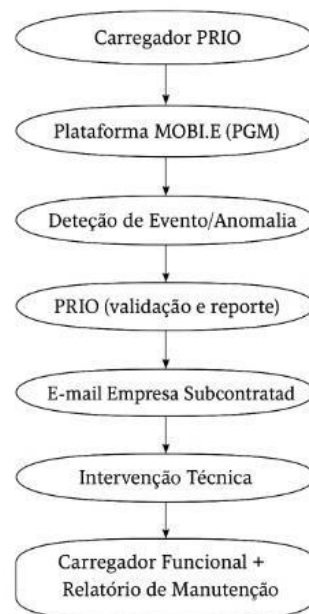 Carregador PRIO
Plataforma MOBI.E (PGM)
Deteção de Evento/Anomalia
PRIO (validação e reporte)
E-mail Empresa Subcontratad
Intervenção Técnica
Carregador Funcional +
Relatório de Manutenção